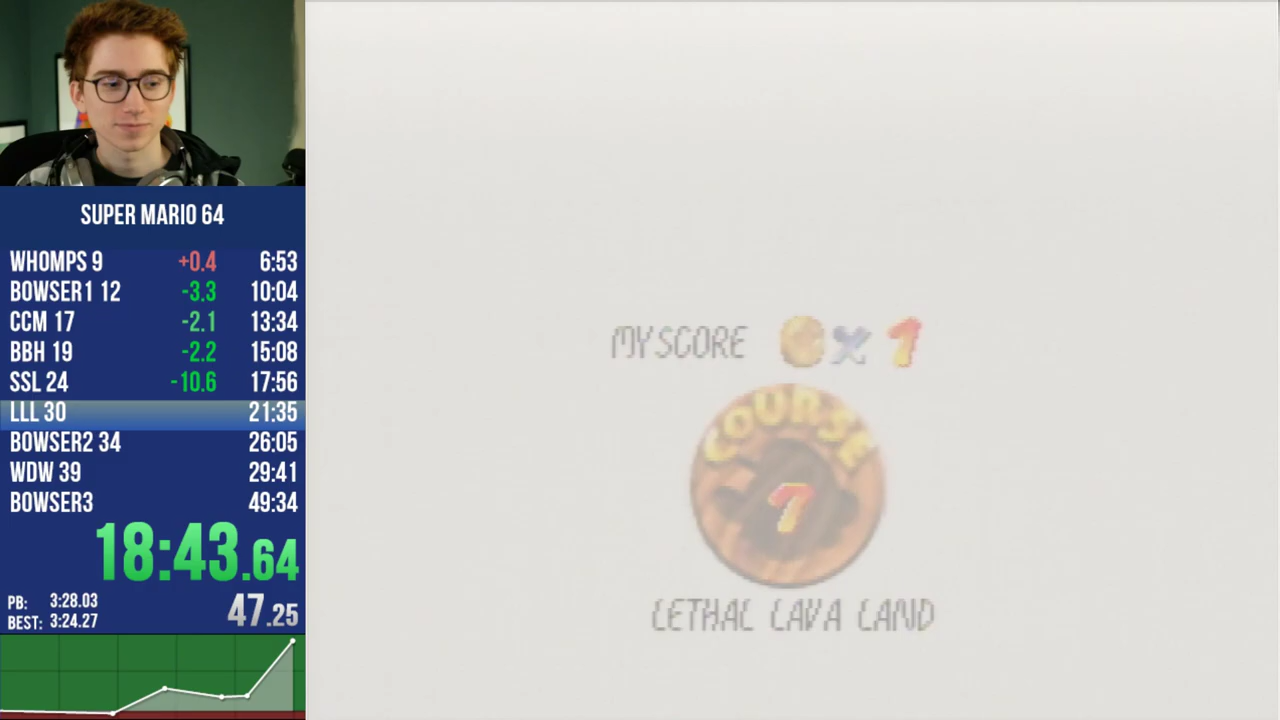 SUPER MARIO 64
WHOMPS 9 +0.4 6:53
BOWSER1 12 -3.3 10:04
CCM 17 -2.1 13:34
BBH 19 -2.2 15:08
SSL 24 -10.6 17:56
LLL 30 21:35
BOWSER2 34 26:05
WDW 39 29:41
BOWSER3 49:34
18:43.64
PB: 3:28.03
BEST: 3:24.27
47.25
MY SCORE × 1
COURSE
7
LETHAL LAVA LAND